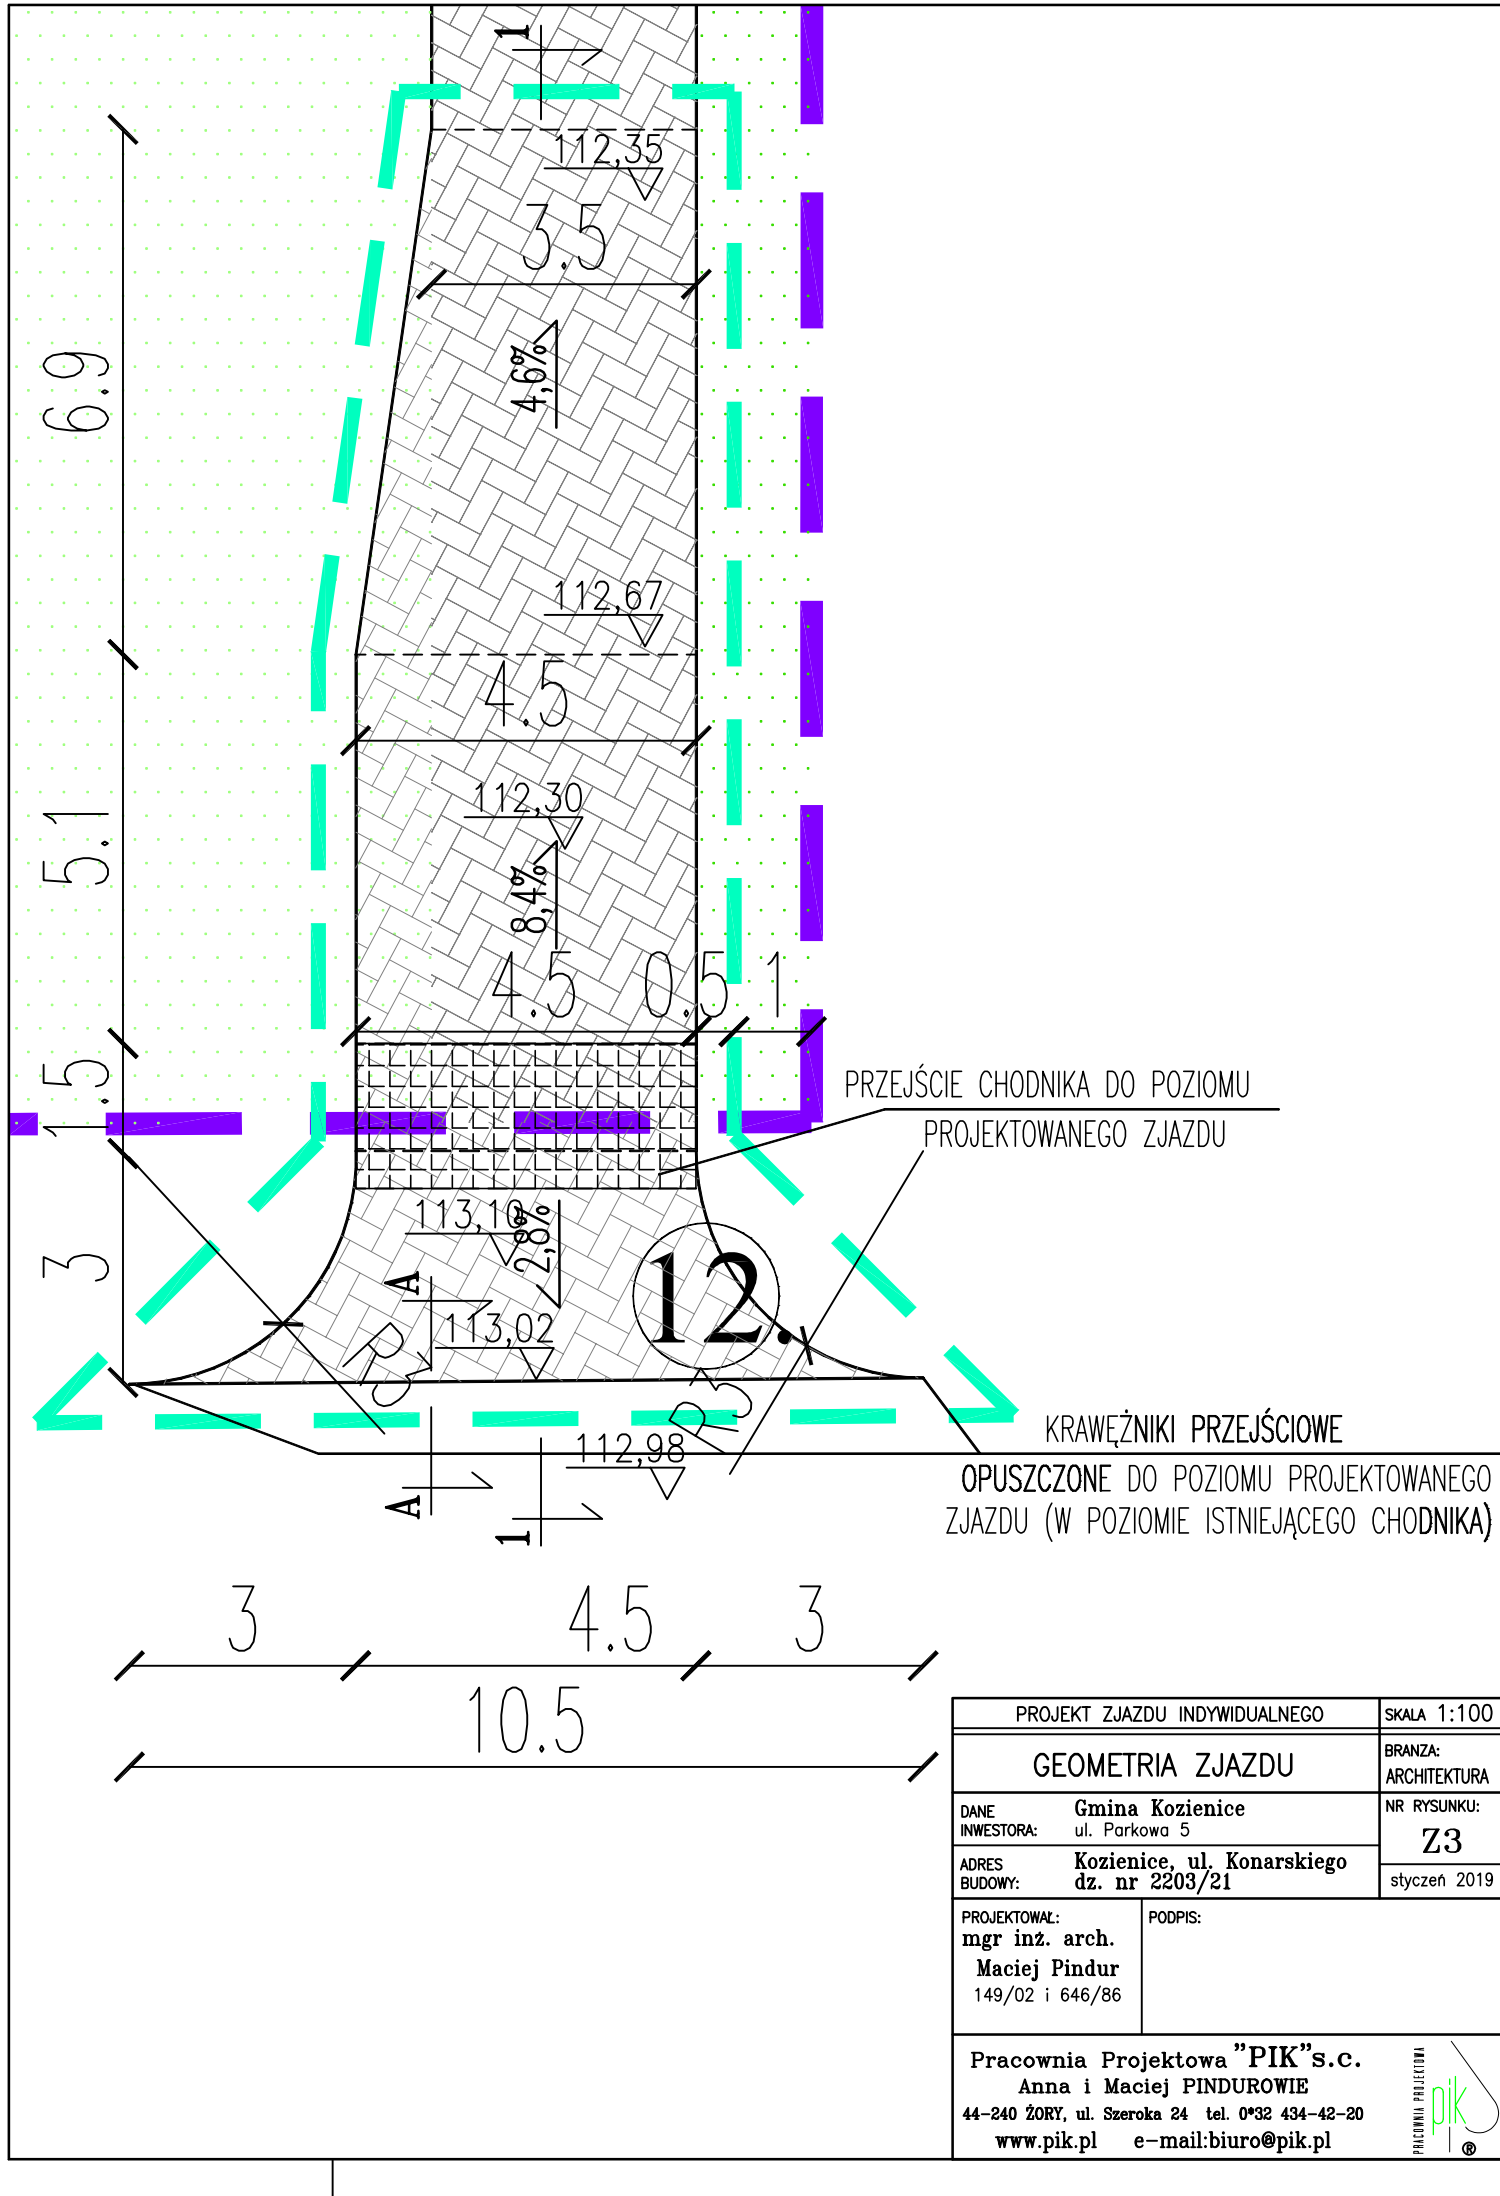 1
112,35
3.5
4,6%
6.9
112,67
4.5
112,30
8,4%
5.1
4.5 0.5 1
1.5
PRZEJŚCIE CHODNIKA DO POZIOMU
PROJEKTOWANEGO ZJAZDU
113,10
2,8%
3
12.
A
113,02
R3
R3
112,98
A
1
KRAWĘŻNIKI PRZEJŚCIOWE
OPUSZCZONE DO POZIOMU PROJEKTOWANEGO
ZJAZDU (W POZIOMIE ISTNIEJĄCEGO CHODNIKA)
3 4.5 3
10.5
PROJEKT ZJAZDU INDYWIDUALNEGO
SKALA 1:100
GEOMETRIA ZJAZDU
BRANZA:
ARCHITEKTURA
DANE
INWESTORA:
Gmina Kozienice
ul. Parkowa 5
NR RYSUNKU:
Z3
ADRES
BUDOWY:
Kozienice, ul. Konarskiego
dz. nr 2203/21
styczeń 2019
PROJEKTOWAŁ:
mgr inż. arch.
Maciej Pindur
149/02 i 646/86
PODPIS:
Pracownia Projektowa "PIK"s.c.
Anna i Maciej PINDUROWIE
44-240 ŻORY, ul. Szeroka 24 tel. 0*32 434-42-20
www.pik.pl e-mail:biuro@pik.pl
PRACOWNIA PROJEKTOWA
pik
®